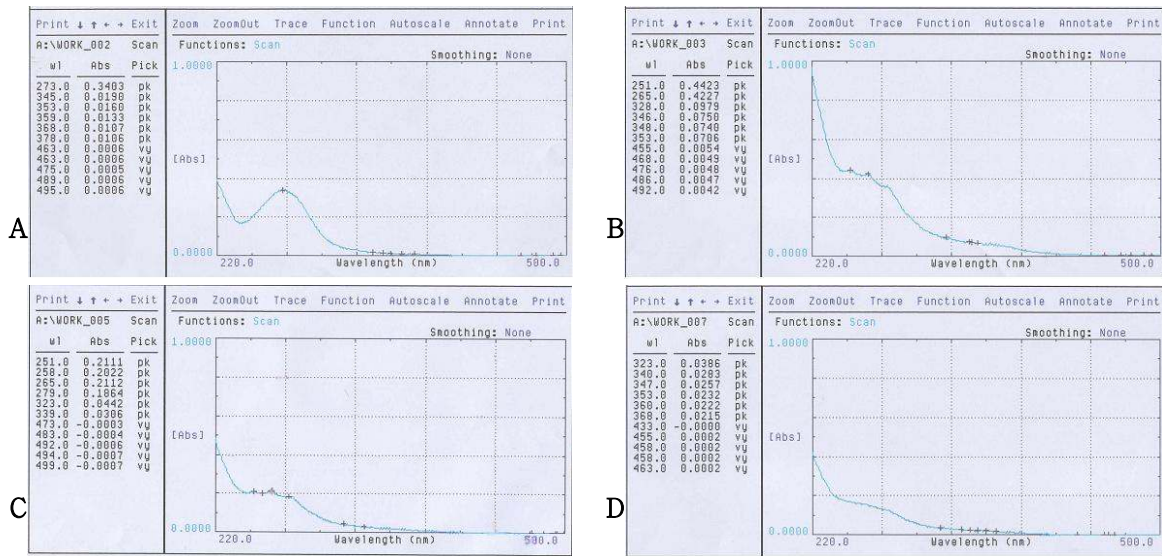 Print ↓ ↑ ← → Exit
Zoom ZoomOut Trace Function Autoscale Annotate Print
A:\WORK_002 Scan
Functions: Scan
Smoothing: None
wl Abs Pick
273.0 0.3403 pk
345.0 0.0190 pk
353.0 0.0160 pk
359.0 0.0133 pk
368.0 0.0107 pk
378.0 0.0106 pk
463.0 0.0006 vy
463.0 0.0006 vy
475.0 0.0005 vy
489.0 0.0006 vy
495.0 0.0006 vy
1.0000
[Abs]
0.0000
220.0 Wavelength (nm) 500.0
A
Print ↓ ↑ ← → Exit
Zoom ZoomOut Trace Function Autoscale Annotate Print
A:\WORK_003 Scan
Functions: Scan
Smoothing: None
wl Abs Pick
251.0 0.4423 pk
265.0 0.4227 pk
328.0 0.0979 pk
346.0 0.0750 pk
348.0 0.0740 pk
353.0 0.0706 pk
455.0 0.0054 vy
468.0 0.0049 vy
476.0 0.0048 vy
486.0 0.0047 vy
492.0 0.0042 vy
1.0000
[Abs]
0.0000
220.0 Wavelength (nm) 500.0
B
Print ↓ ↑ ← → Exit
Zoom ZoomOut Trace Function Autoscale Annotate Print
A:\WORK_005 Scan
Functions: Scan
Smoothing: None
wl Abs Pick
251.0 0.2111 pk
258.0 0.2022 pk
265.0 0.2112 pk
279.0 0.1864 pk
323.0 0.0442 pk
339.0 0.0306 pk
473.0 -0.0003 vy
483.0 -0.0004 vy
492.0 -0.0006 vy
494.0 -0.0007 vy
499.0 -0.0007 vy
1.0000
[Abs]
0.0000
220.0 Wavelength (nm) 500.0
C
Print ↓ ↑ ← → Exit
Zoom ZoomOut Trace Function Autoscale Annotate Print
A:\WORK_007 Scan
Functions: Scan
Smoothing: None
wl Abs Pick
323.0 0.0386 pk
340.0 0.0283 pk
347.0 0.0257 pk
353.0 0.0232 pk
360.0 0.0222 pk
368.0 0.0215 pk
433.0 -0.0000 vy
455.0 0.0002 vy
458.0 0.0002 vy
458.0 0.0002 vy
463.0 0.0002 vy
1.0000
[Abs]
0.0000
220.0 Wavelength (nm) 500.0
D